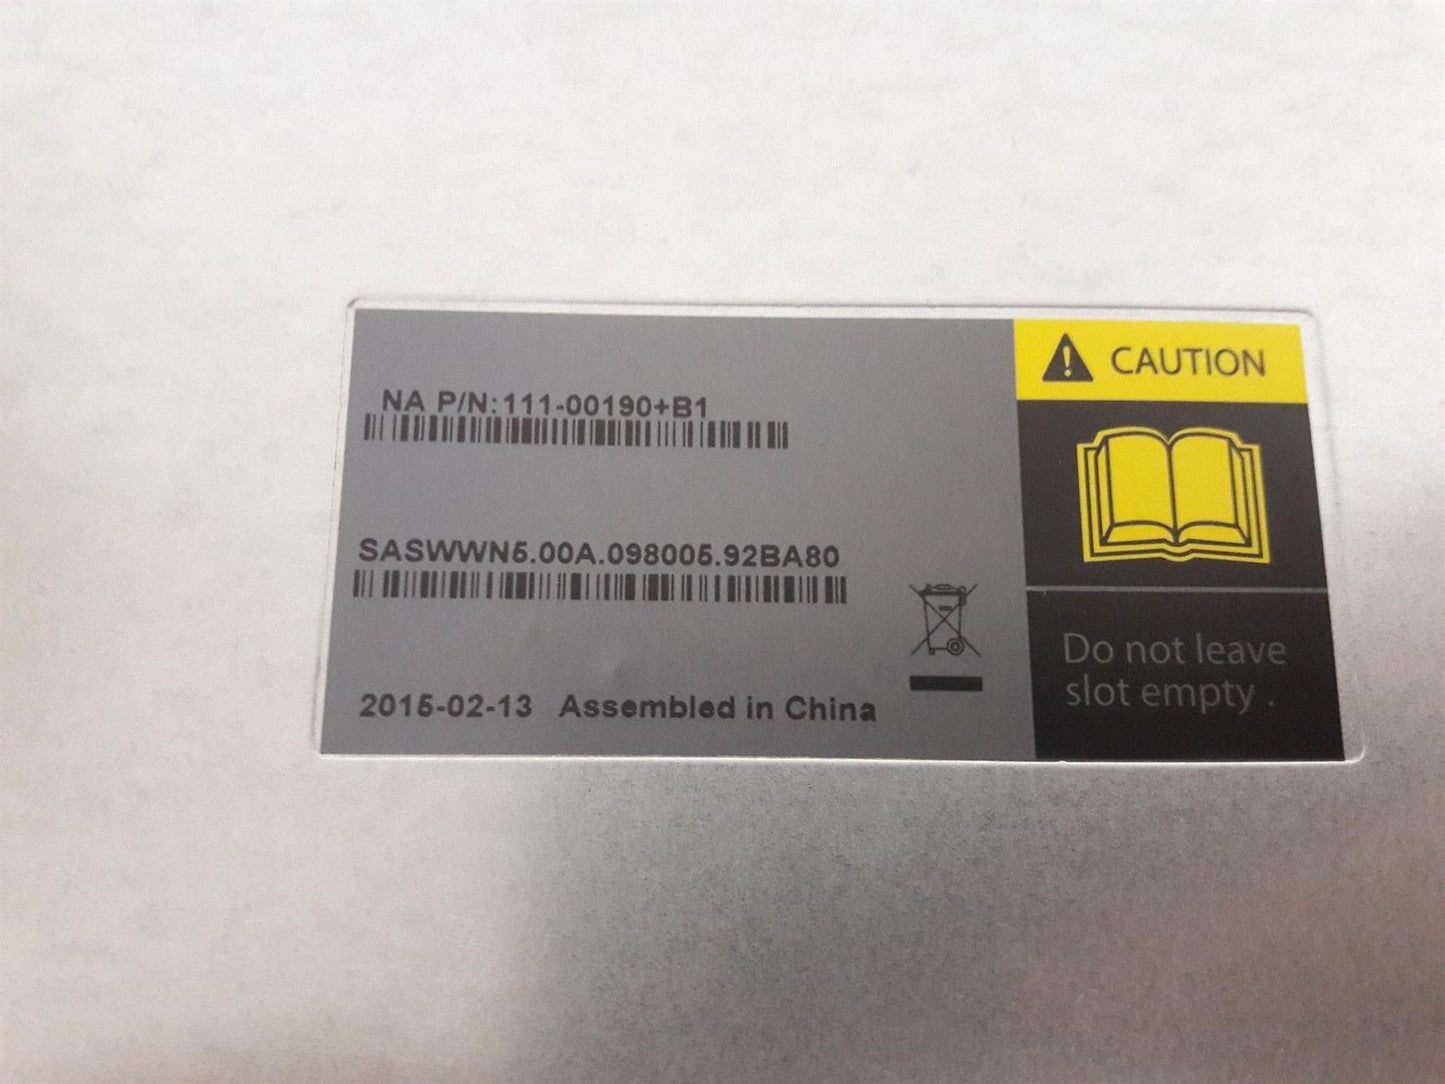 NA P/N:111-00190+B1
SASWWN5.00A.098005.92BA80
2015-02-13 Assembled in China
CAUTION
Do not leave
slot empty .